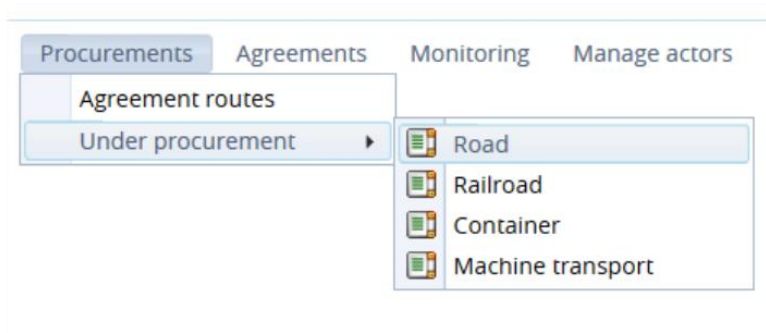 Procurements Agreements Monitoring Manage actors
Agreement routes
Under procurement
Road
Railroad
Container
Machine transport